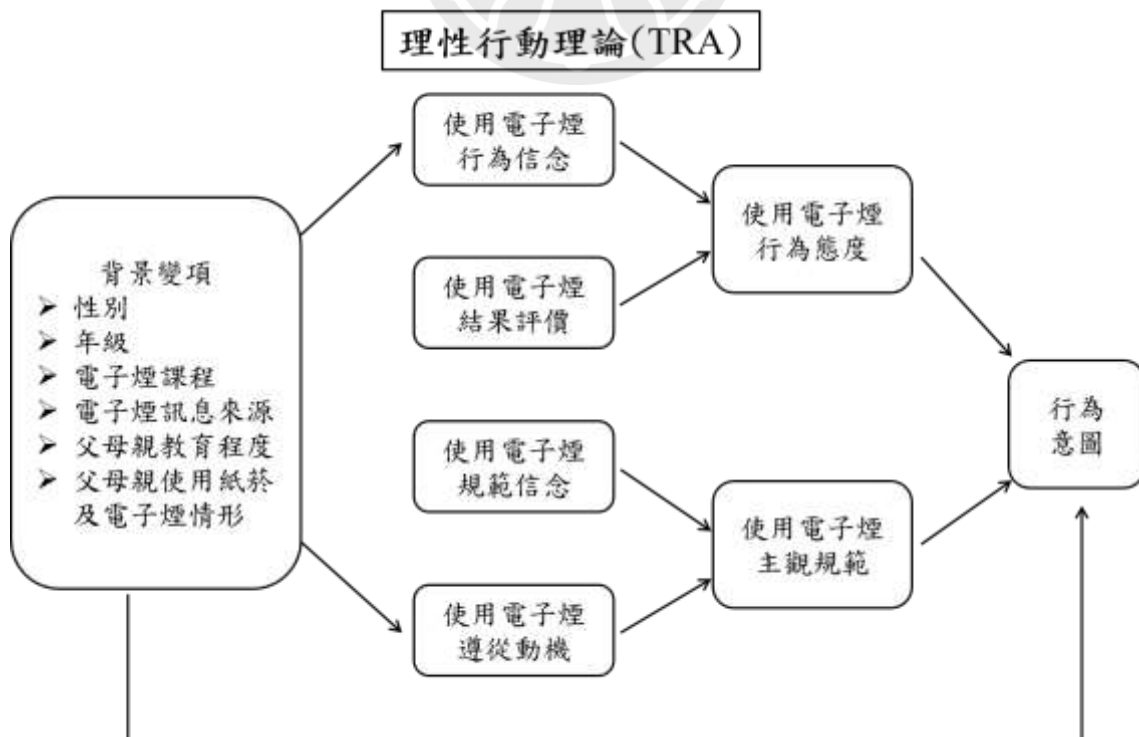 理性行動理論(TRA)
背景變項
➤ 性別
➤ 年級
➤ 電子煙課程
➤ 電子煙訊息來源
➤ 父母親教育程度
➤ 父母親使用紙菸
及電子煙情形
使用電子煙
行為信念
使用電子煙
結果評價
使用電子煙
規範信念
使用電子煙
遵從動機
使用電子煙
行為態度
使用電子煙
主觀規範
行為
意圖